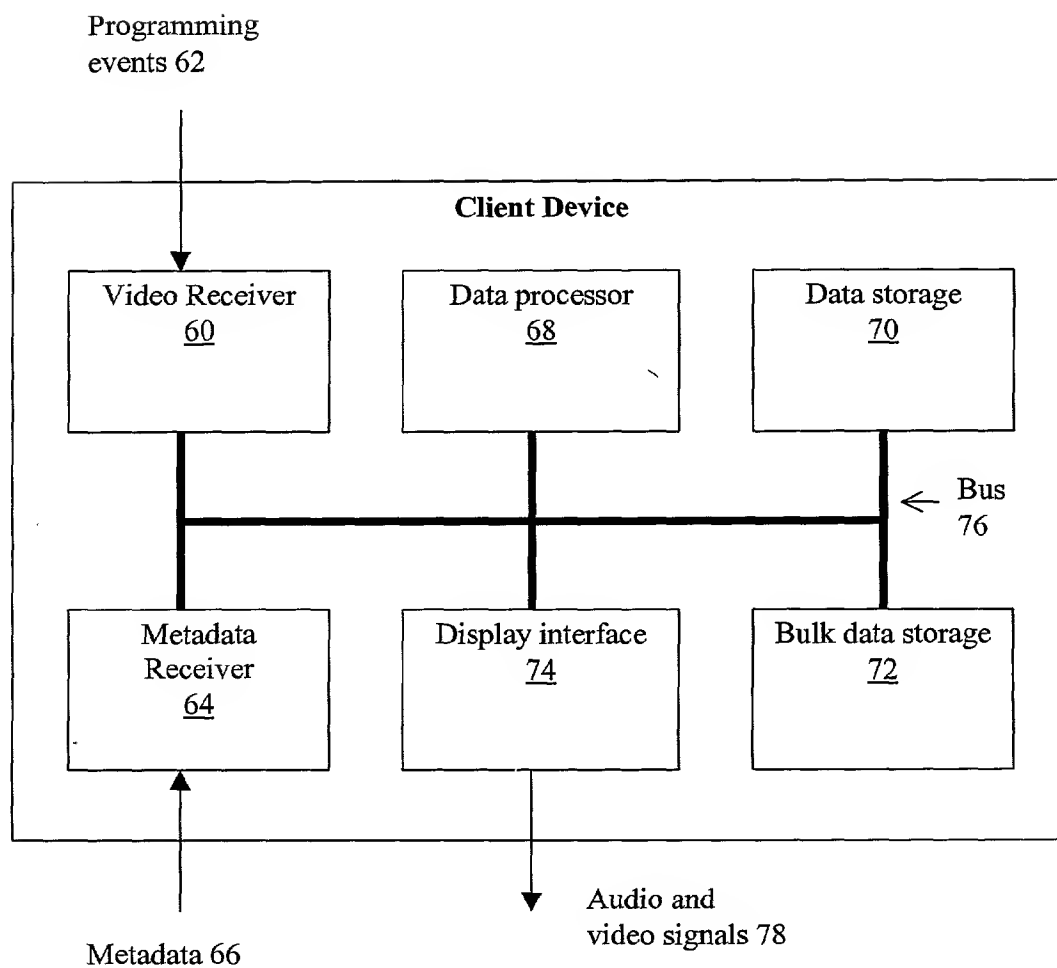 Programming
events 62
Client Device
Video Receiver
60
Data processor
68
Data storage
70
Bus
76
Metadata
Receiver
64
Display interface
74
Bulk data storage
72
Audio and
video signals 78
Metadata 66